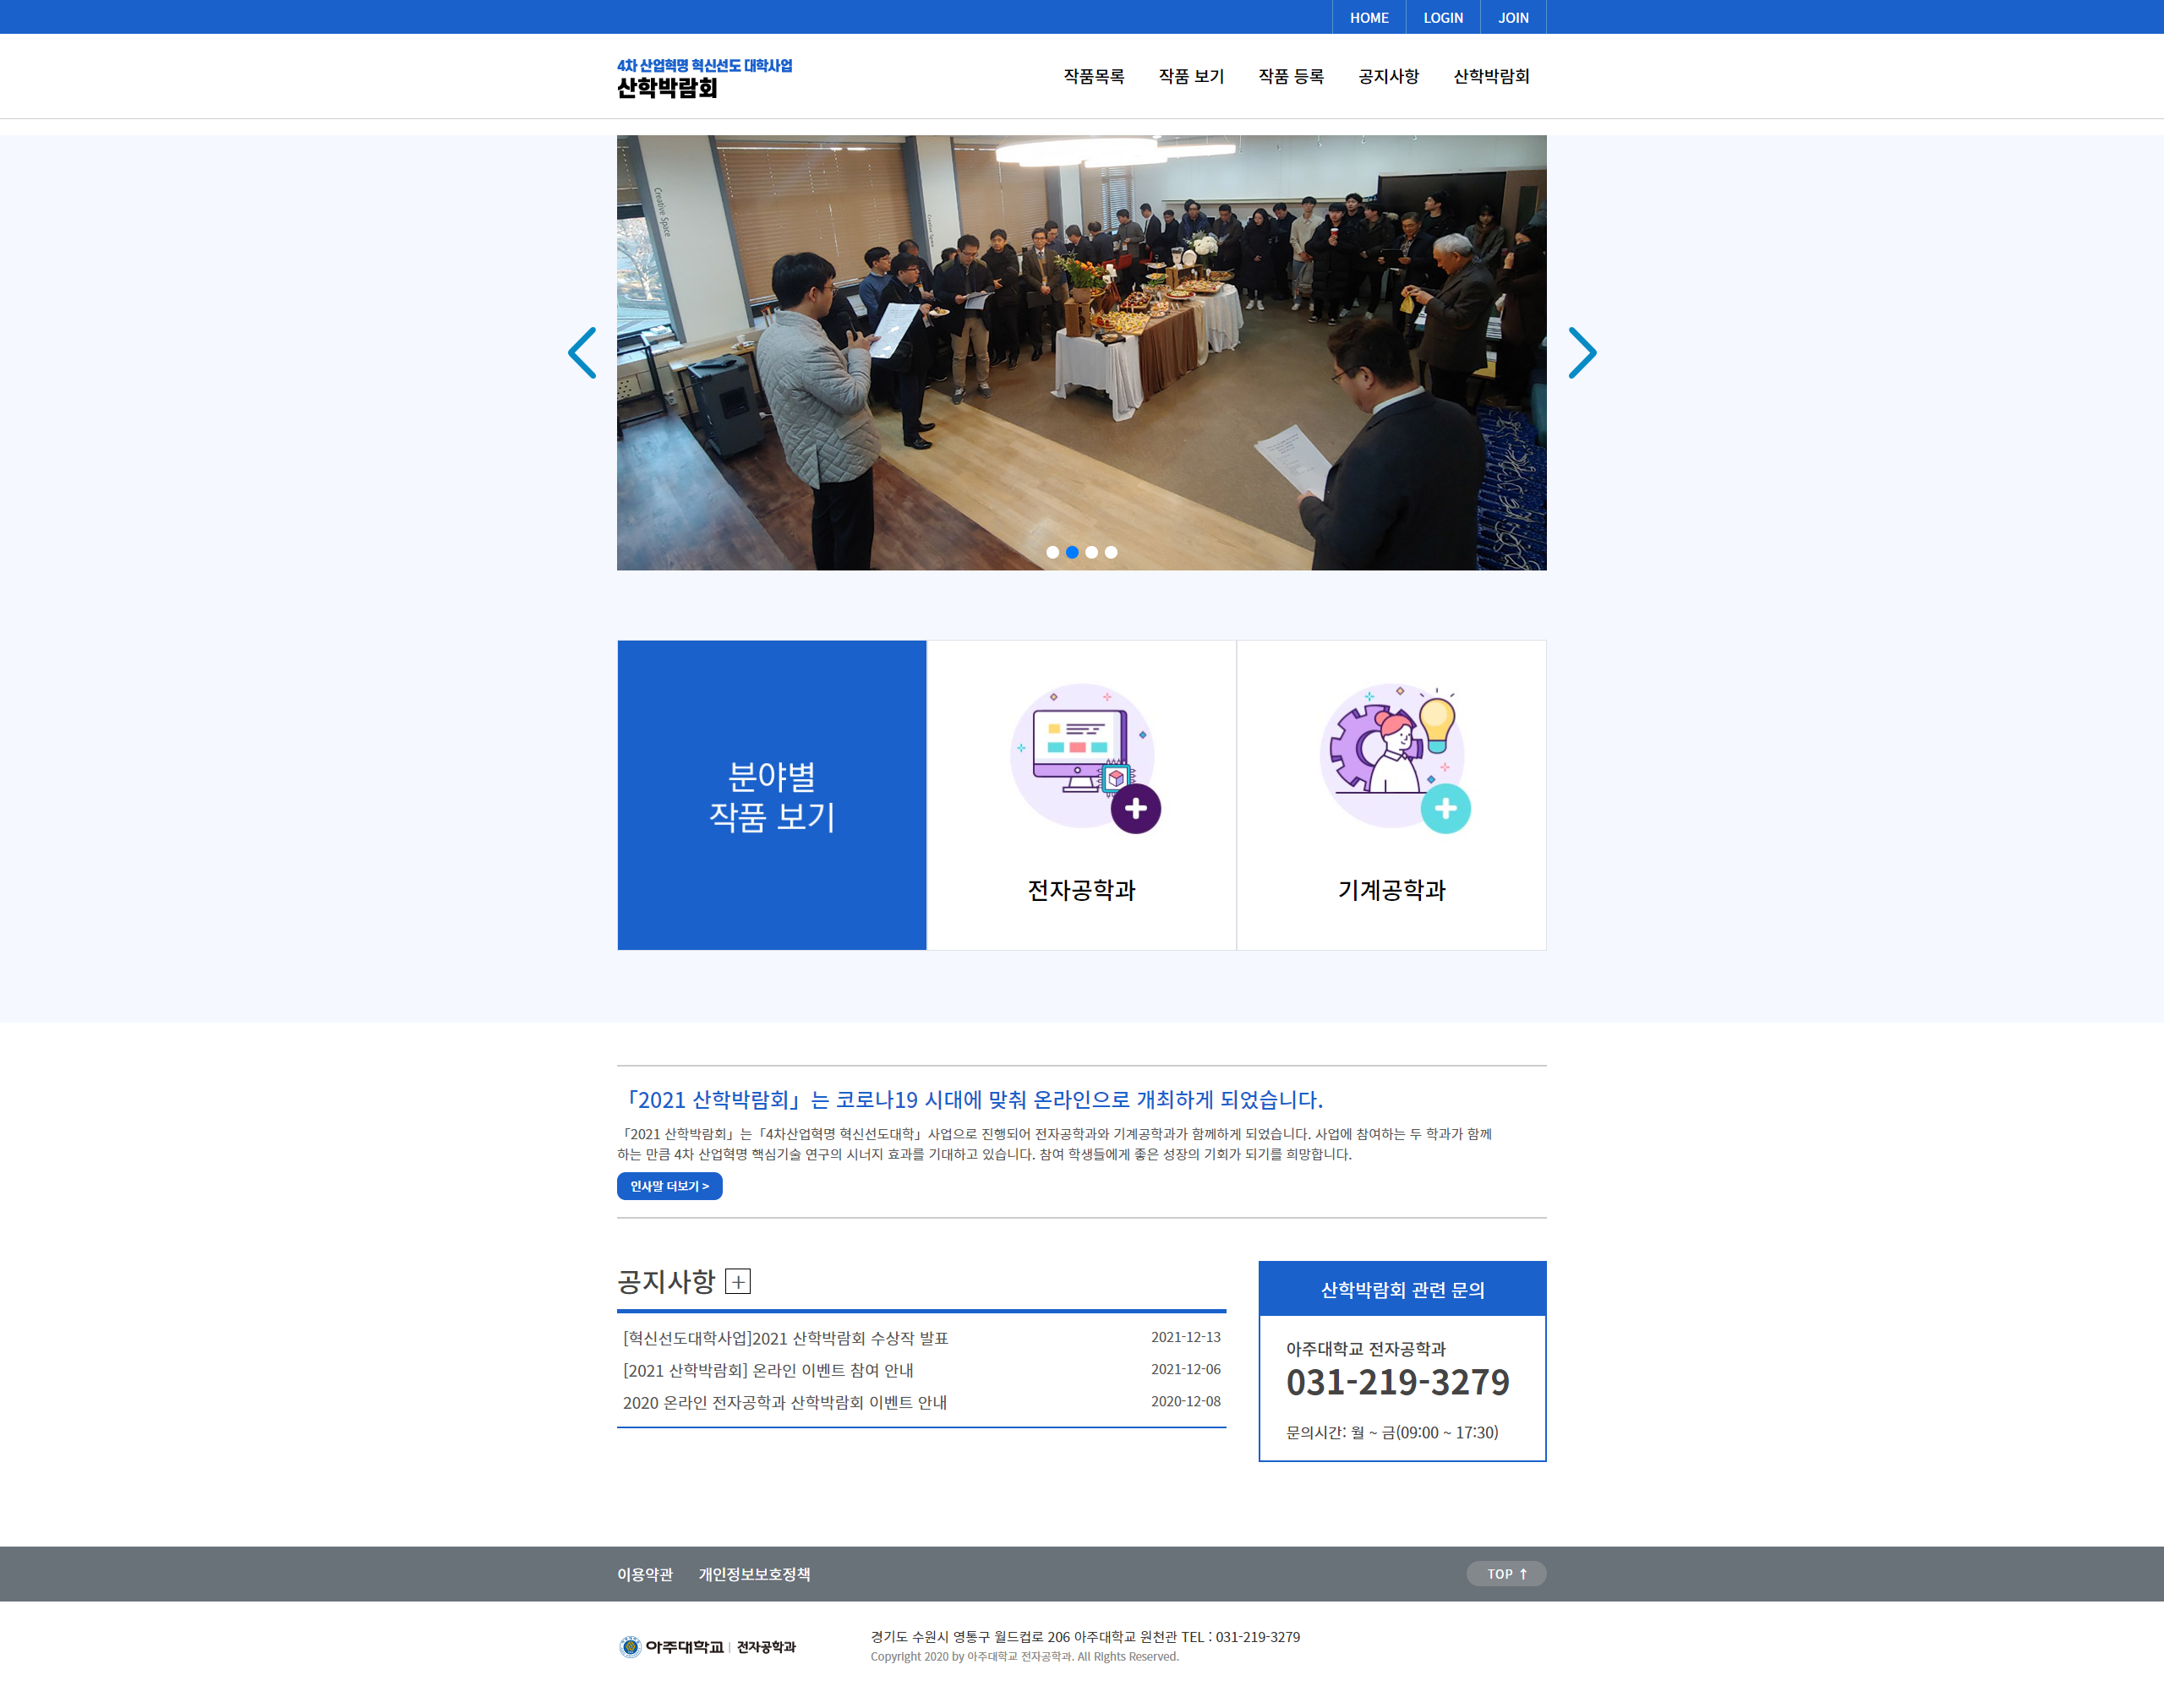 HOME
LOGIN
JOIN
4차 산업혁명 혁신선도 대학사업
산학박람회
작품목록
작품 보기
작품 등록
공지사항
산학박람회
Creative Space
분야별
작품 보기
전자공학과
기계공학과
「2021 산학박람회」는 코로나19 시대에 맞춰 온라인으로 개최하게 되었습니다.
「2021 산학박람회」는「4차산업혁명 혁신선도대학」사업으로 진행되어 전자공학과와 기계공학과가 함께하게 되었습니다. 사업에 참여하는 두 학과가 함께
하는 만큼 4차 산업혁명 핵심기술 연구의 시너지 효과를 기대하고 있습니다. 참여 학생들에게 좋은 성장의 기회가 되기를 희망합니다.
인사말 더보기 >
공지사항
[혁신선도대학사업]2021 산학박람회 수상작 발표 2021-12-13
[2021 산학박람회] 온라인 이벤트 참여 안내 2021-12-06
2020 온라인 전자공학과 산학박람회 이벤트 안내 2020-12-08
산학박람회 관련 문의
아주대학교 전자공학과
031-219-3279
문의시간: 월 ~ 금(09:00 ~ 17:30)
이용약관
개인정보보호정책
TOP ↑
아주대학교 | 전자공학과
경기도 수원시 영통구 월드컵로 206 아주대학교 원천관 TEL : 031-219-3279
Copyright 2020 by 아주대학교 전자공학과. All Rights Reserved.